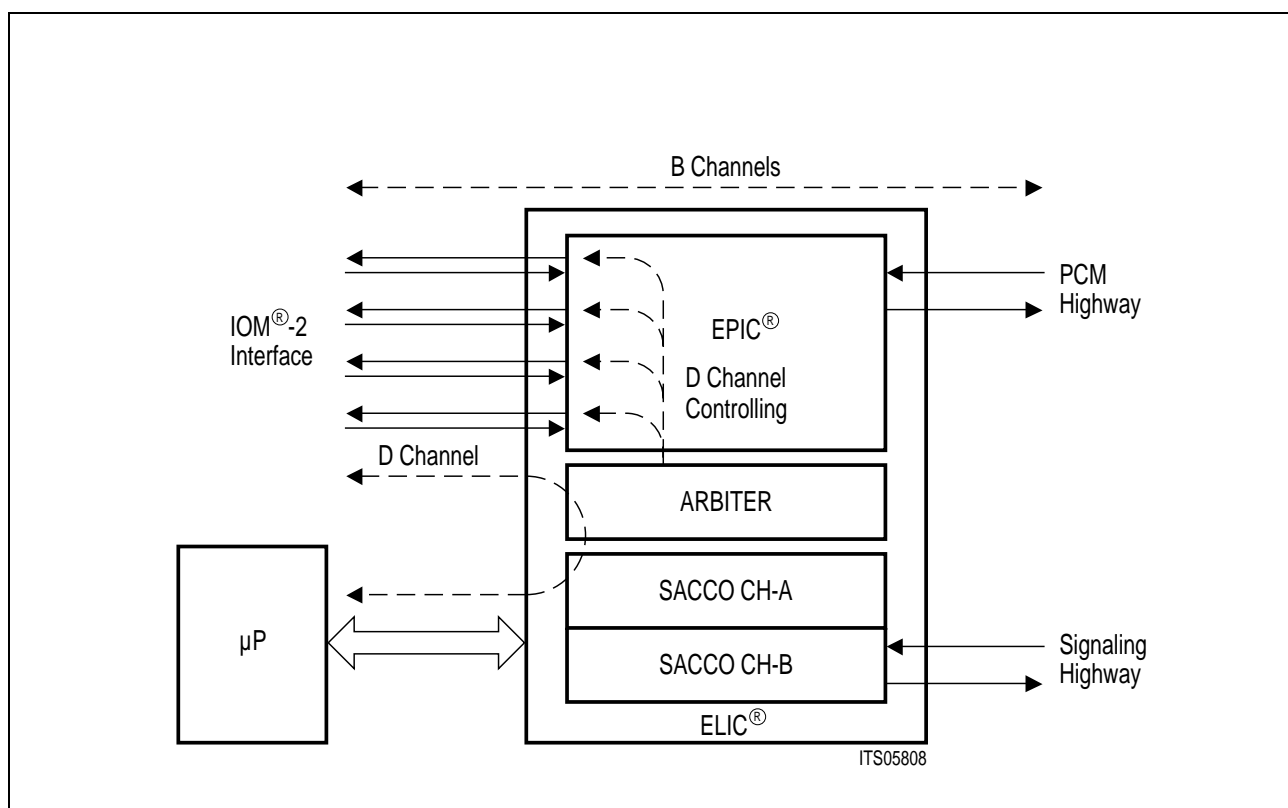 B Channels
PCM
Highway
IOM®-2
Interface
EPIC®
D Channel
Controlling
D Channel
ARBITER
SACCO CH-A
µP
SACCO CH-B
Signaling
Highway
ELIC®
ITS05808